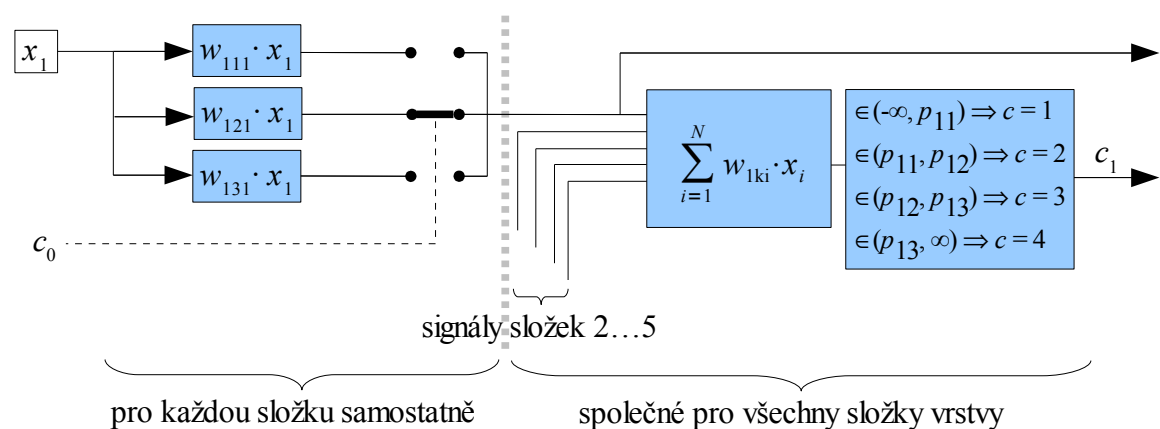 x₁
w₁₁₁·x₁
w₁₂₁·x₁
w₁₃₁·x₁
c₀
∑ᵢ₌₁ᴺ w₁ₖᵢ·xᵢ
∈(-∞, p₁₁) ⇒ c = 1
∈(p₁₁, p₁₂) ⇒ c = 2
∈(p₁₂, p₁₃) ⇒ c = 3
∈(p₁₃, ∞) ⇒ c = 4
c₁
signály složek 2…5
pro každou složku samostatně
společné pro všechny složky vrstvy